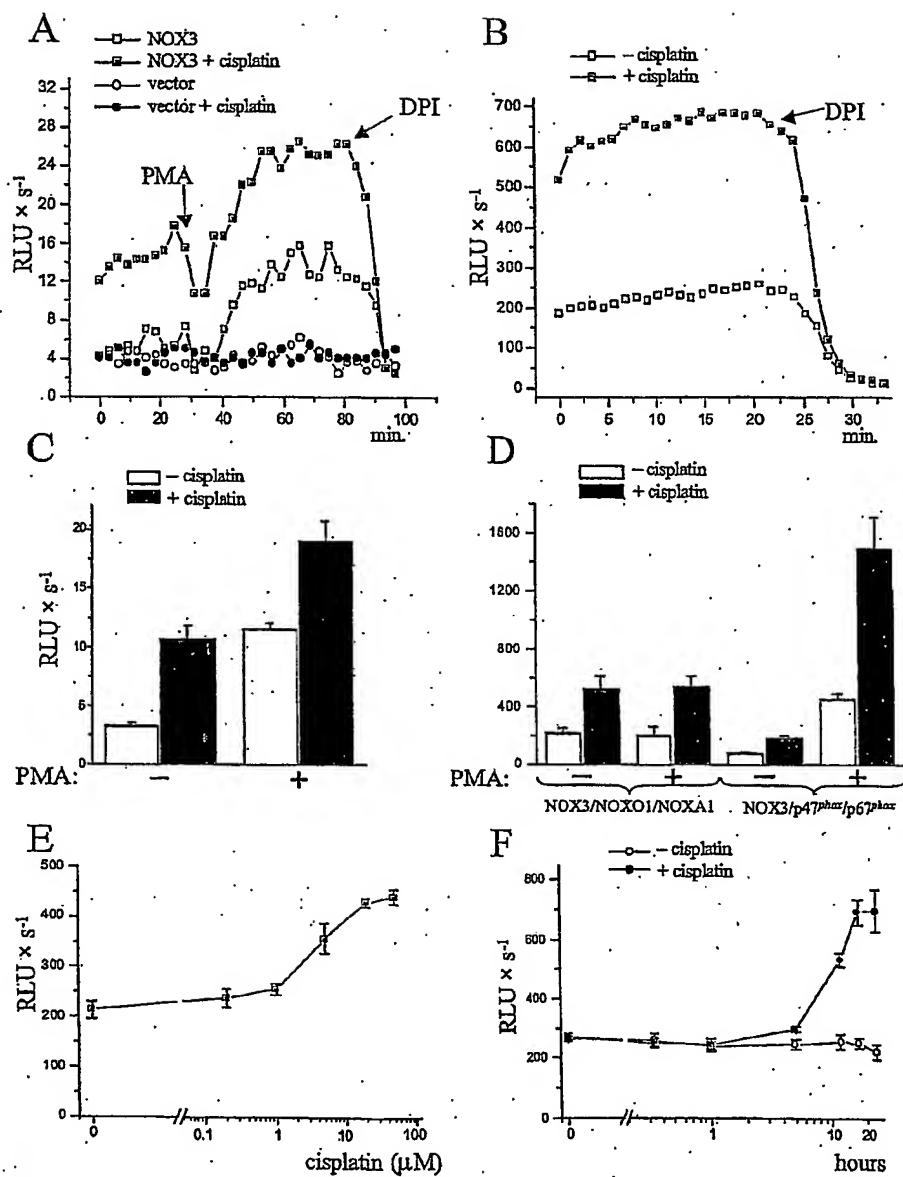 A
NOX3
NOX3 + cisplatin
vector
vector + cisplatin
32
28
24
20
16
12
8
4
0
RLU × s-1
PMA
DPI
0 20 40 60 80 100
min.
B
– cisplatin
+ cisplatin
700
600
500
400
300
200
100
0
RLU × s-1
DPI
0 5 10 15 20 25 30
min
C
– cisplatin
+ cisplatin
20
15
10
5
0
RLU × s-1
PMA: – +
D
– cisplatin
+ cisplatin
1600
1200
800
400
0
RLU × s-1
PMA: – + – +
NOX3/NOXO1/NOXA1 NOX3/p47phox/p67phox
E
500
400
300
200
100
0
RLU × s-1
0 0.1 1 10 100
cisplatin (µM)
F
– cisplatin
+ cisplatin
800
600
400
200
0
RLU × s-1
0 1 10 20
hours